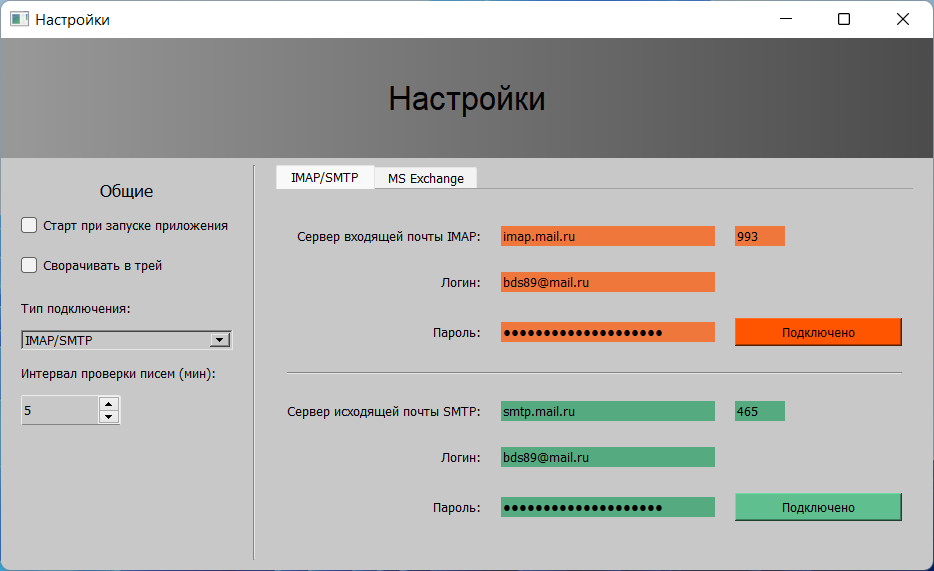 Настройки
Настройки
Общие
Старт при запуске приложения
Сворачивать в трей
Тип подключения:
IMAP/SMTP
Интервал проверки писем (мин):
5
IMAP/SMTP MS Exchange
Сервер входящей почты IMAP: imap.mail.ru 993
Логин: bds89@mail.ru
Пароль: ●●●●●●●●●●●●●●●●●●●● Подключено
Сервер исходящей почты SMTP: smtp.mail.ru 465
Логин: bds89@mail.ru
Пароль: ●●●●●●●●●●●●●●●●●●●● Подключено